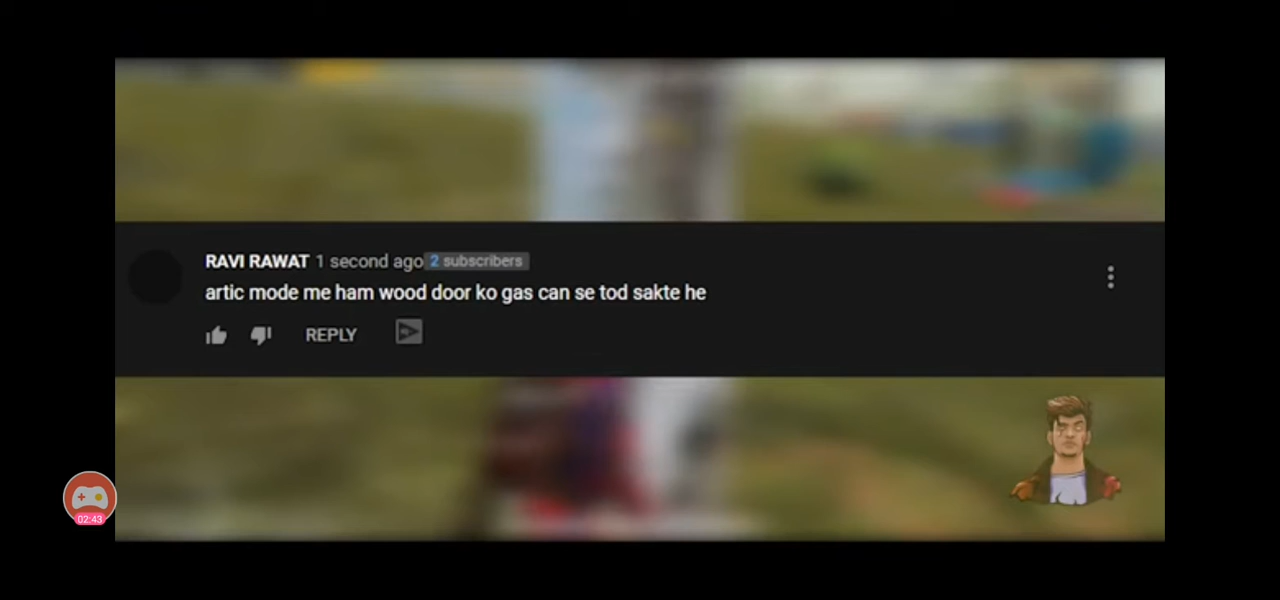 RAVI RAWAT 1 second ago 2 subscribers
artic mode me ham wood door ko gas can se tod sakte he
REPLY
02:43